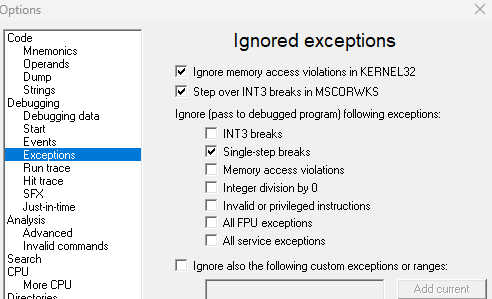 Options
Code
Mnemonics
Operands
Dump
Strings
Debugging
Debugging data
Start
Events
Exceptions
Run trace
Hit trace
SFX
Just-in-time
Analysis
Advanced
Invalid commands
Search
CPU
More CPU
Directories
Ignored exceptions
Ignore memory access violations in KERNEL32
Step over INT3 breaks in MSCORWKS
Ignore (pass to debugged program) following exceptions:
INT3 breaks
Single-step breaks
Memory access violations
Integer division by 0
Invalid or privileged instructions
All FPU exceptions
All service exceptions
Ignore also the following custom exceptions or ranges:
Add current